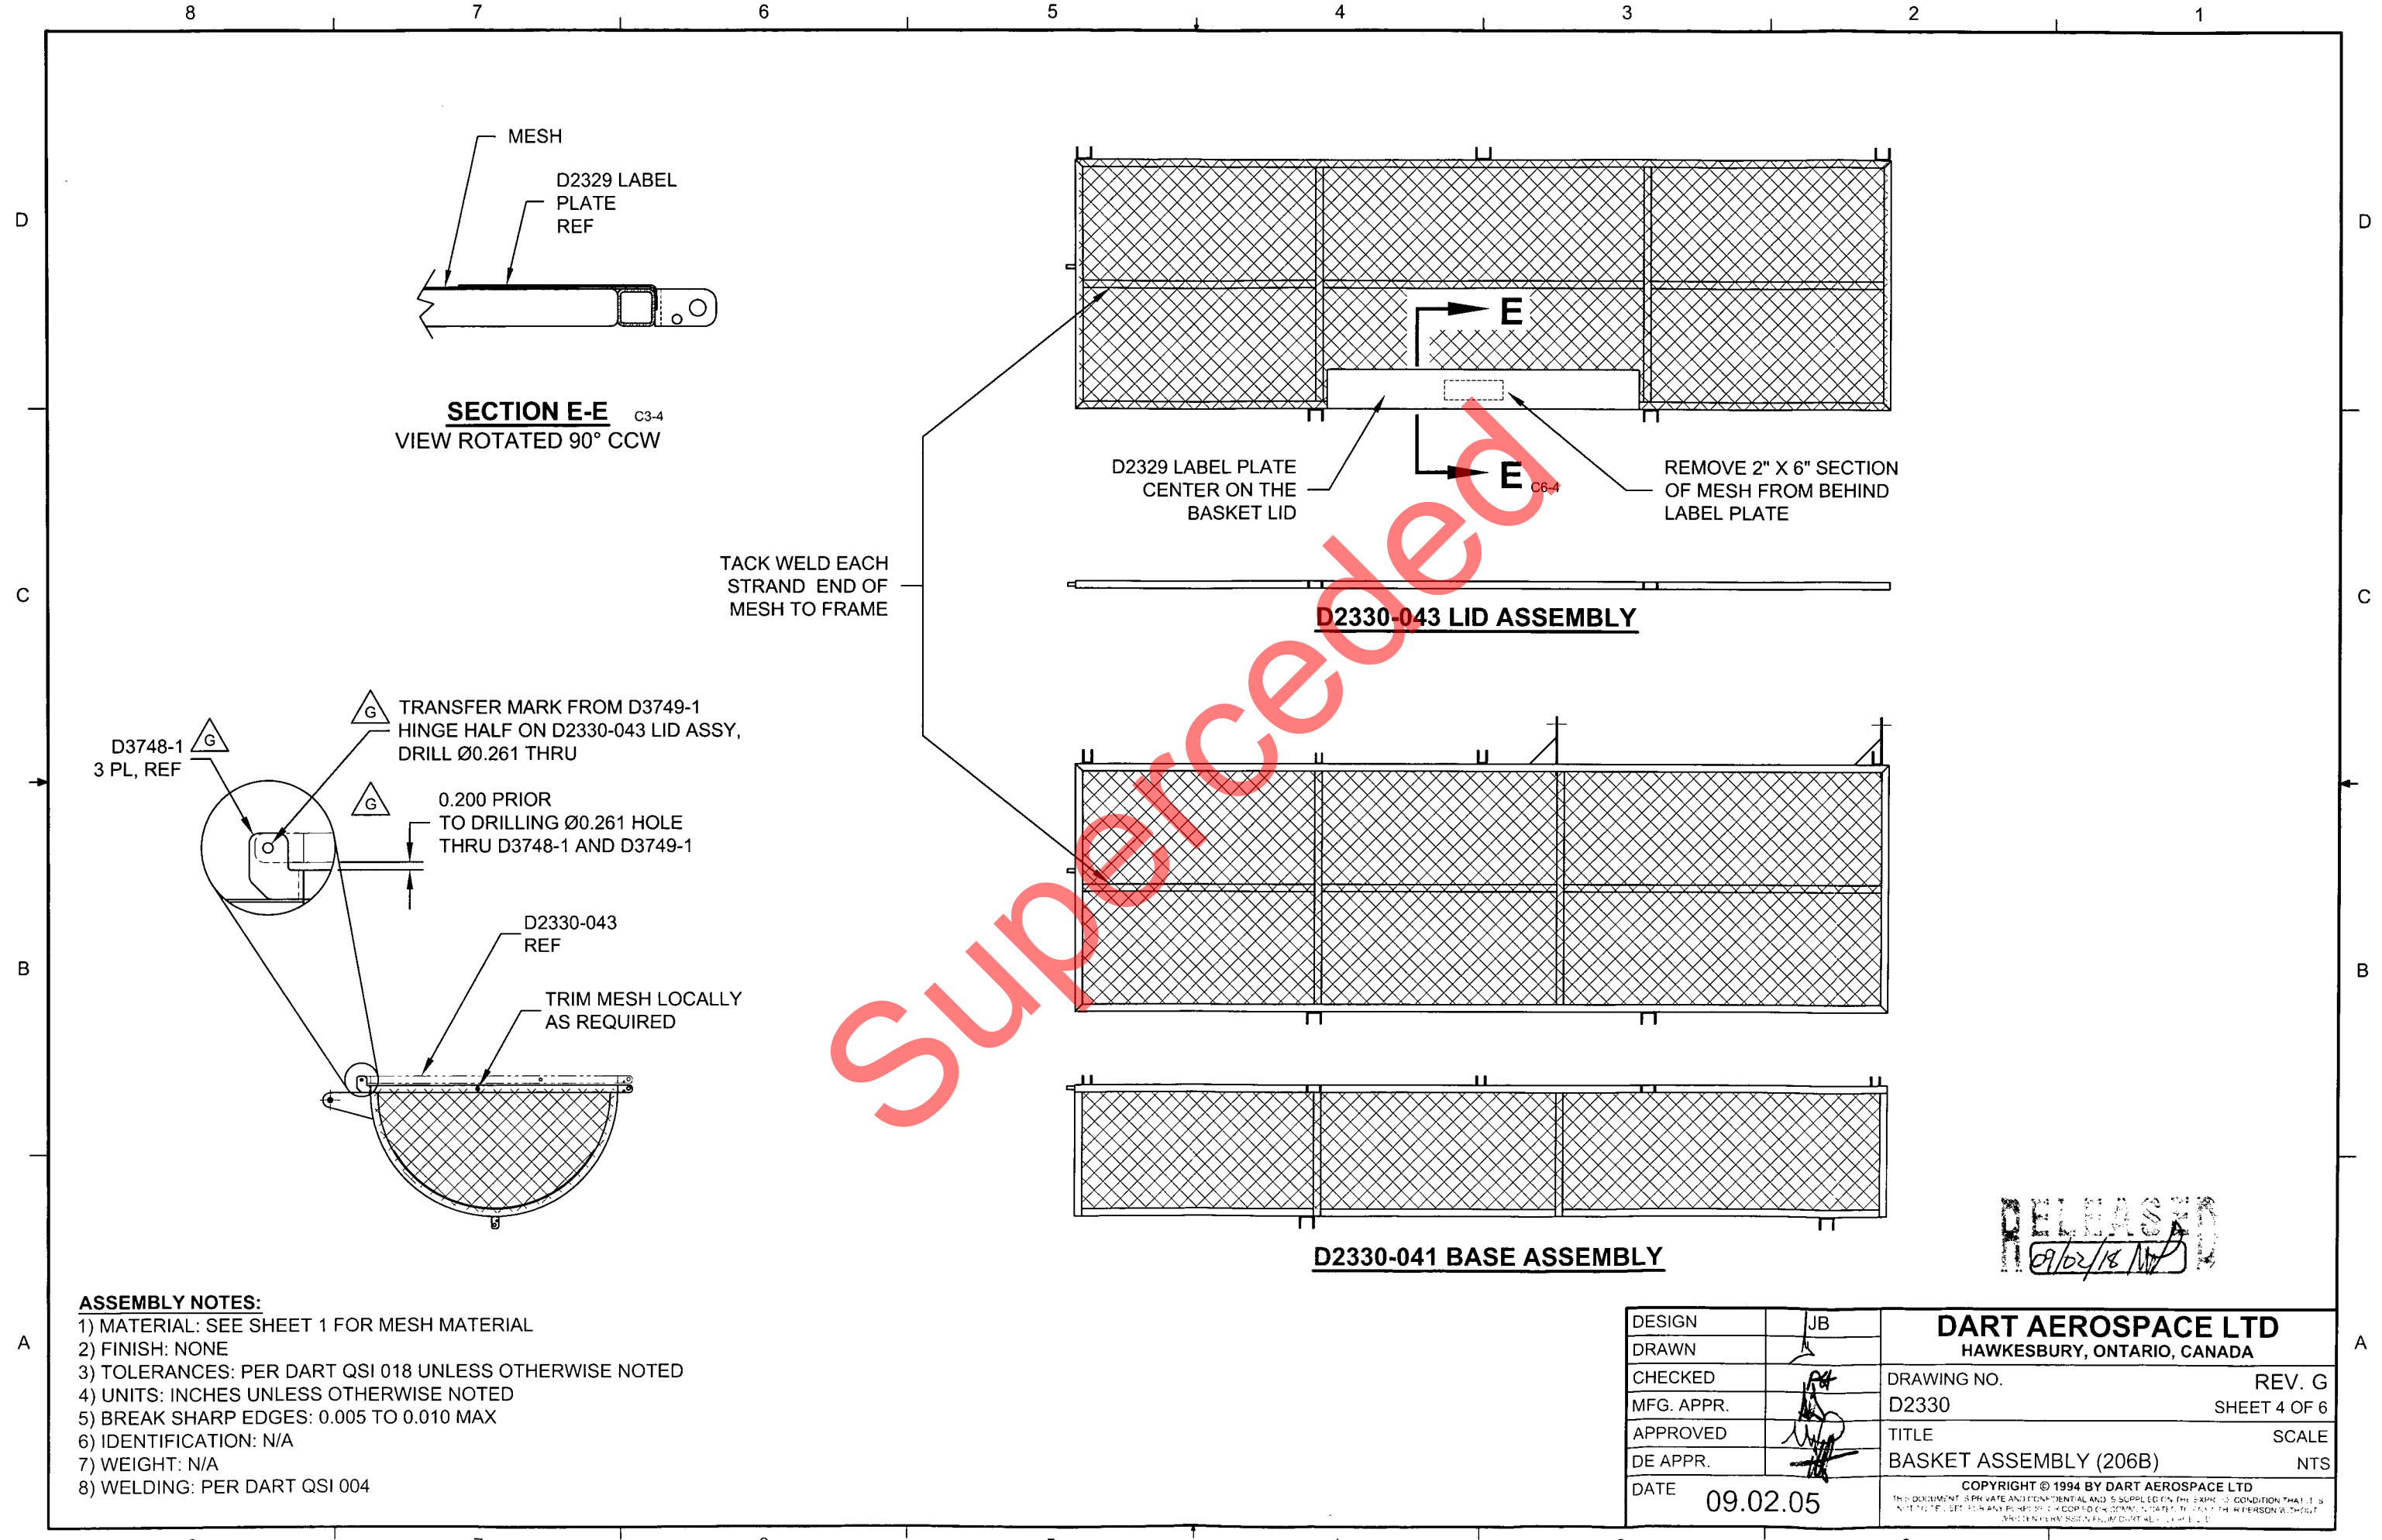 8 7 6 5 4 3 2 1
D
C
B
A
D
C
B
A
MESH
D2329 LABEL
PLATE
REF
SECTION E-E C3-4
VIEW ROTATED 90° CCW
E
E C6-4
D2329 LABEL PLATE
CENTER ON THE
BASKET LID
REMOVE 2" X 6" SECTION
OF MESH FROM BEHIND
LABEL PLATE
TACK WELD EACH
STRAND END OF
MESH TO FRAME
D2330-043 LID ASSEMBLY
G
TRANSFER MARK FROM D3749-1
HINGE HALF ON D2330-043 LID ASSY,
DRILL Ø0.261 THRU
D3748-1 G
3 PL, REF
G
0.200 PRIOR
TO DRILLING Ø0.261 HOLE
THRU D3748-1 AND D3749-1
D2330-043
REF
TRIM MESH LOCALLY
AS REQUIRED
Superceded
D2330-041 BASE ASSEMBLY
RELEASED
09/02/18
ASSEMBLY NOTES:
1) MATERIAL: SEE SHEET 1 FOR MESH MATERIAL
2) FINISH: NONE
3) TOLERANCES: PER DART QSI 018 UNLESS OTHERWISE NOTED
4) UNITS: INCHES UNLESS OTHERWISE NOTED
5) BREAK SHARP EDGES: 0.005 TO 0.010 MAX
6) IDENTIFICATION: N/A
7) WEIGHT: N/A
8) WELDING: PER DART QSI 004
DESIGN JB
DRAWN
CHECKED
MFG. APPR.
APPROVED
DE APPR.
DATE 09.02.05
DART AEROSPACE LTD
HAWKESBURY, ONTARIO, CANADA
DRAWING NO. REV. G
D2330 SHEET 4 OF 6
TITLE SCALE
BASKET ASSEMBLY (206B) NTS
COPYRIGHT © 1994 BY DART AEROSPACE LTD